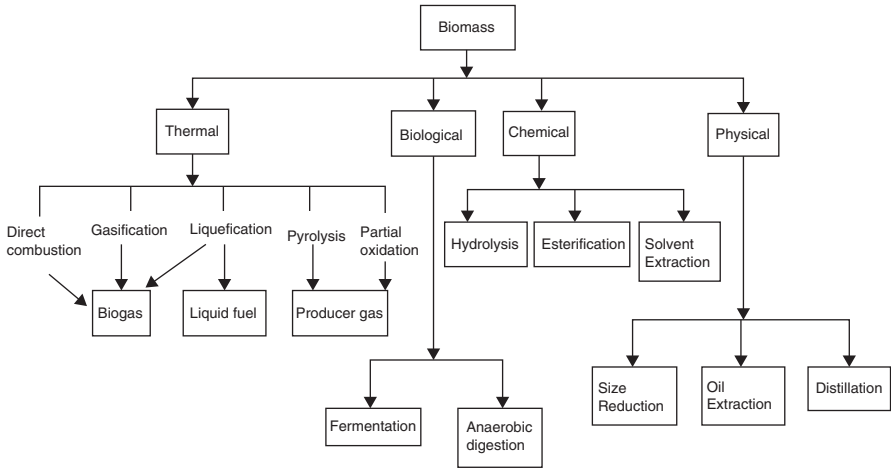 Biomass
Thermal
Biological
Chemical
Physical
Direct
combustion
Gasification
Liquefication
Pyrolysis
Partial
oxidation
Hydrolysis
Esterification
Solvent
Extraction
Biogas
Liquid fuel
Producer gas
Size
Reduction
Oil
Extraction
Distillation
Fermentation
Anaerobic
digestion